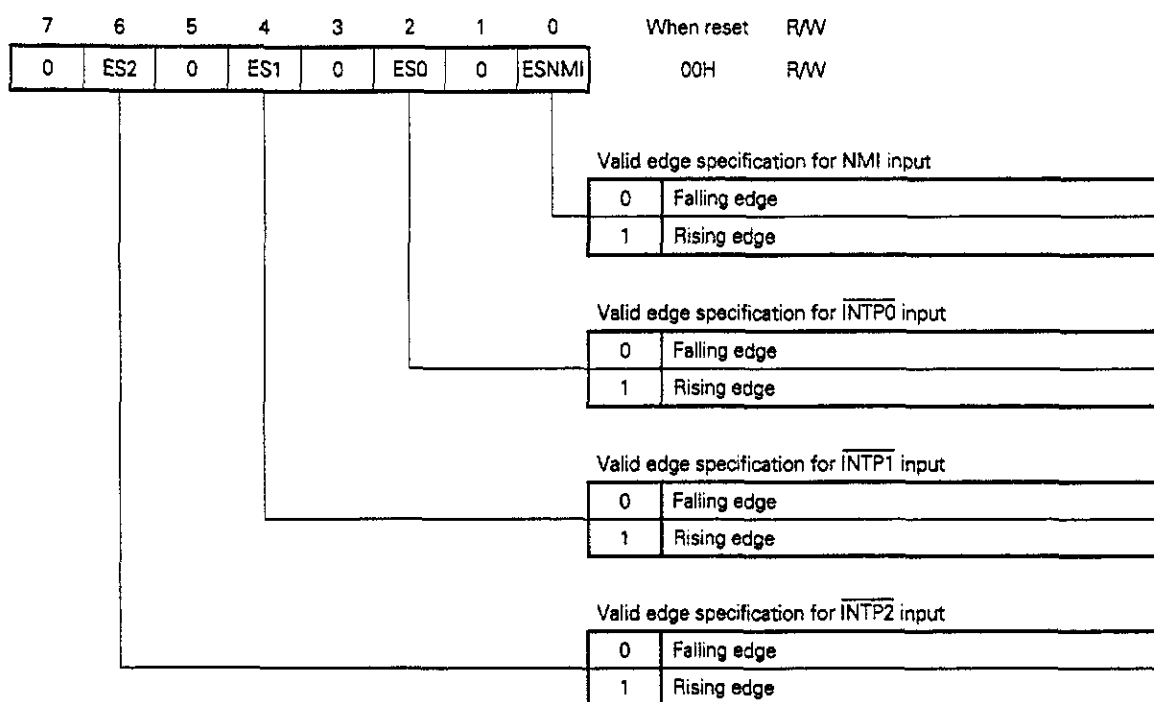 7 6 5 4 3 2 1 0 When reset R/W
0 ES2 0 ES1 0 ES0 0 ESNMI 00H R/W
Valid edge specification for NMI input
0 Falling edge
1 Rising edge
Valid edge specification for INTP0 input
0 Falling edge
1 Rising edge
Valid edge specification for INTP1 input
0 Falling edge
1 Rising edge
Valid edge specification for INTP2 input
0 Falling edge
1 Rising edge